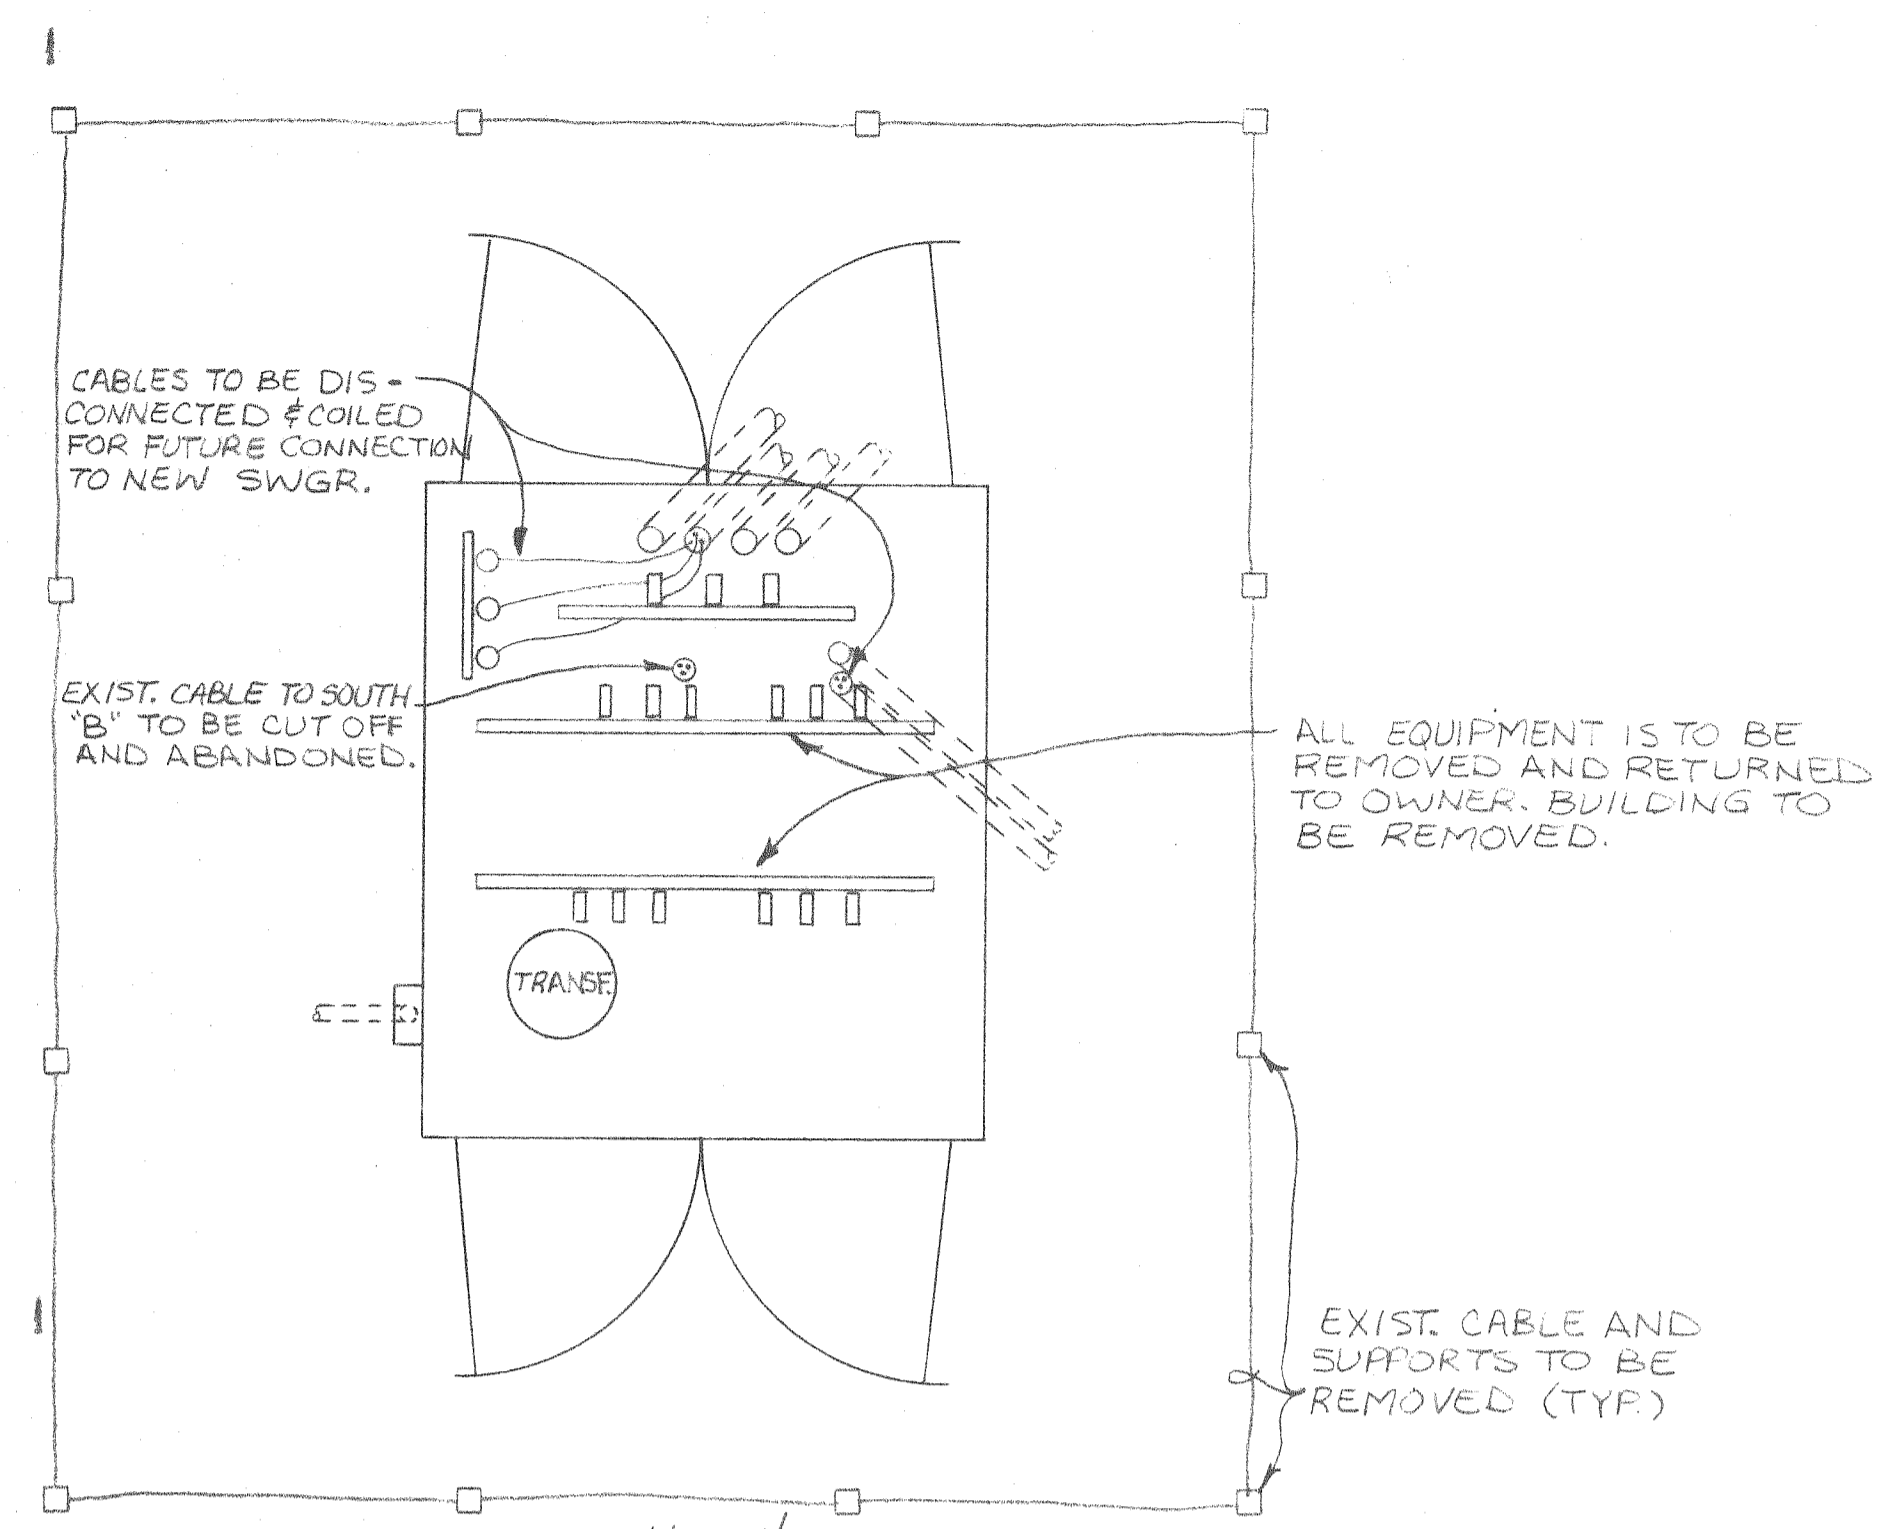 CABLES TO BE DIS-
CONNECTED & COILED
FOR FUTURE CONNECTION
TO NEW SWGR.
EXIST. CABLE TO SOUTH
"B" TO BE CUT OFF
AND ABANDONED.
ALL EQUIPMENT IS TO BE
REMOVED AND RETURNED
TO OWNER. BUILDING TO
BE REMOVED.
TRANSF.
EXIST. CABLE AND
SUPPORTS TO BE
REMOVED (TYP.)